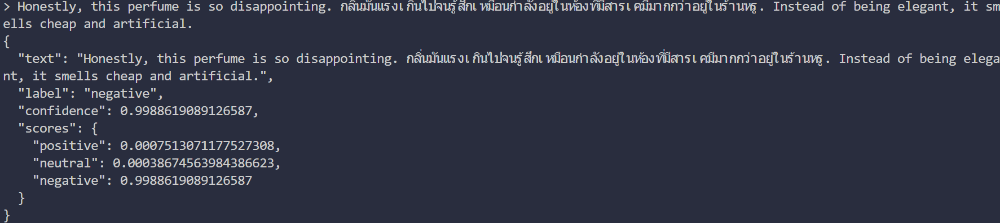 > Honestly, this perfume is so disappointing. กลิ่นมันแรงเกินไปจนรู้สึกเหมือนกำลังอยู่ในห้องที่มีสารเคมีมากกว่าอยู่ในร้านหรู. Instead of being elegant, it sm
ells cheap and artificial.
{
  "text": "Honestly, this perfume is so disappointing. กลิ่นมันแรงเกินไปจนรู้สึกเหมือนกำลังอยู่ในห้องที่มีสารเคมีมากกว่าอยู่ในร้านหรู. Instead of being elega
nt, it smells cheap and artificial.",
  "label": "negative",
  "confidence": 0.9988619089126587,
  "scores": {
    "positive": 0.0007513071177527308,
    "neutral": 0.00038674563984386623,
    "negative": 0.9988619089126587
  }
}